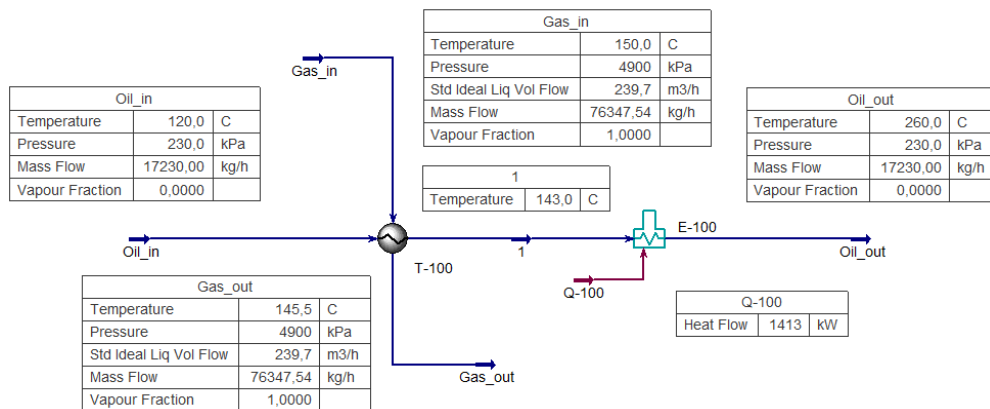 Gas_in
Temperature 150,0 C
Pressure 4900 kPa
Std Ideal Liq Vol Flow 239,7 m3/h
Mass Flow 76347,54 kg/h
Vapour Fraction 1,0000
Gas_in
Oil_in
Temperature 120,0 C
Pressure 230,0 kPa
Mass Flow 17230,00 kg/h
Vapour Fraction 0,0000
Oil_out
Temperature 260,0 C
Pressure 230,0 kPa
Mass Flow 17230,00 kg/h
Vapour Fraction 0,0000
1
Temperature 143,0 C
Oil_in
T-100
1
E-100
Oil_out
Q-100
Gas_out
Temperature 145,5 C
Pressure 4900 kPa
Std Ideal Liq Vol Flow 239,7 m3/h
Mass Flow 76347,54 kg/h
Vapour Fraction 1,0000
Q-100
Heat Flow 1413 kW
Gas_out